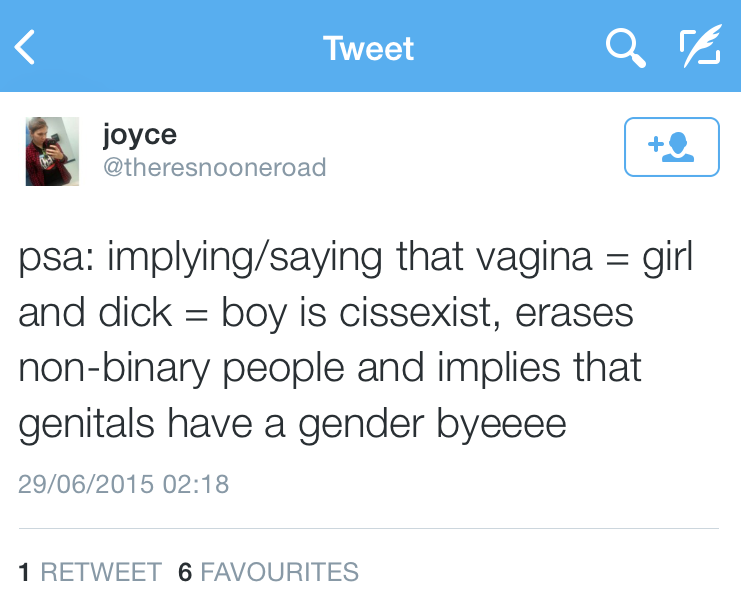 Tweet
joyce
@theresnooneroad
psa: implying/saying that vagina = girl
and dick = boy is cissexist, erases
non-binary people and implies that
genitals have a gender byeeee
29/06/2015 02:18
1 RETWEET 6 FAVOURITES